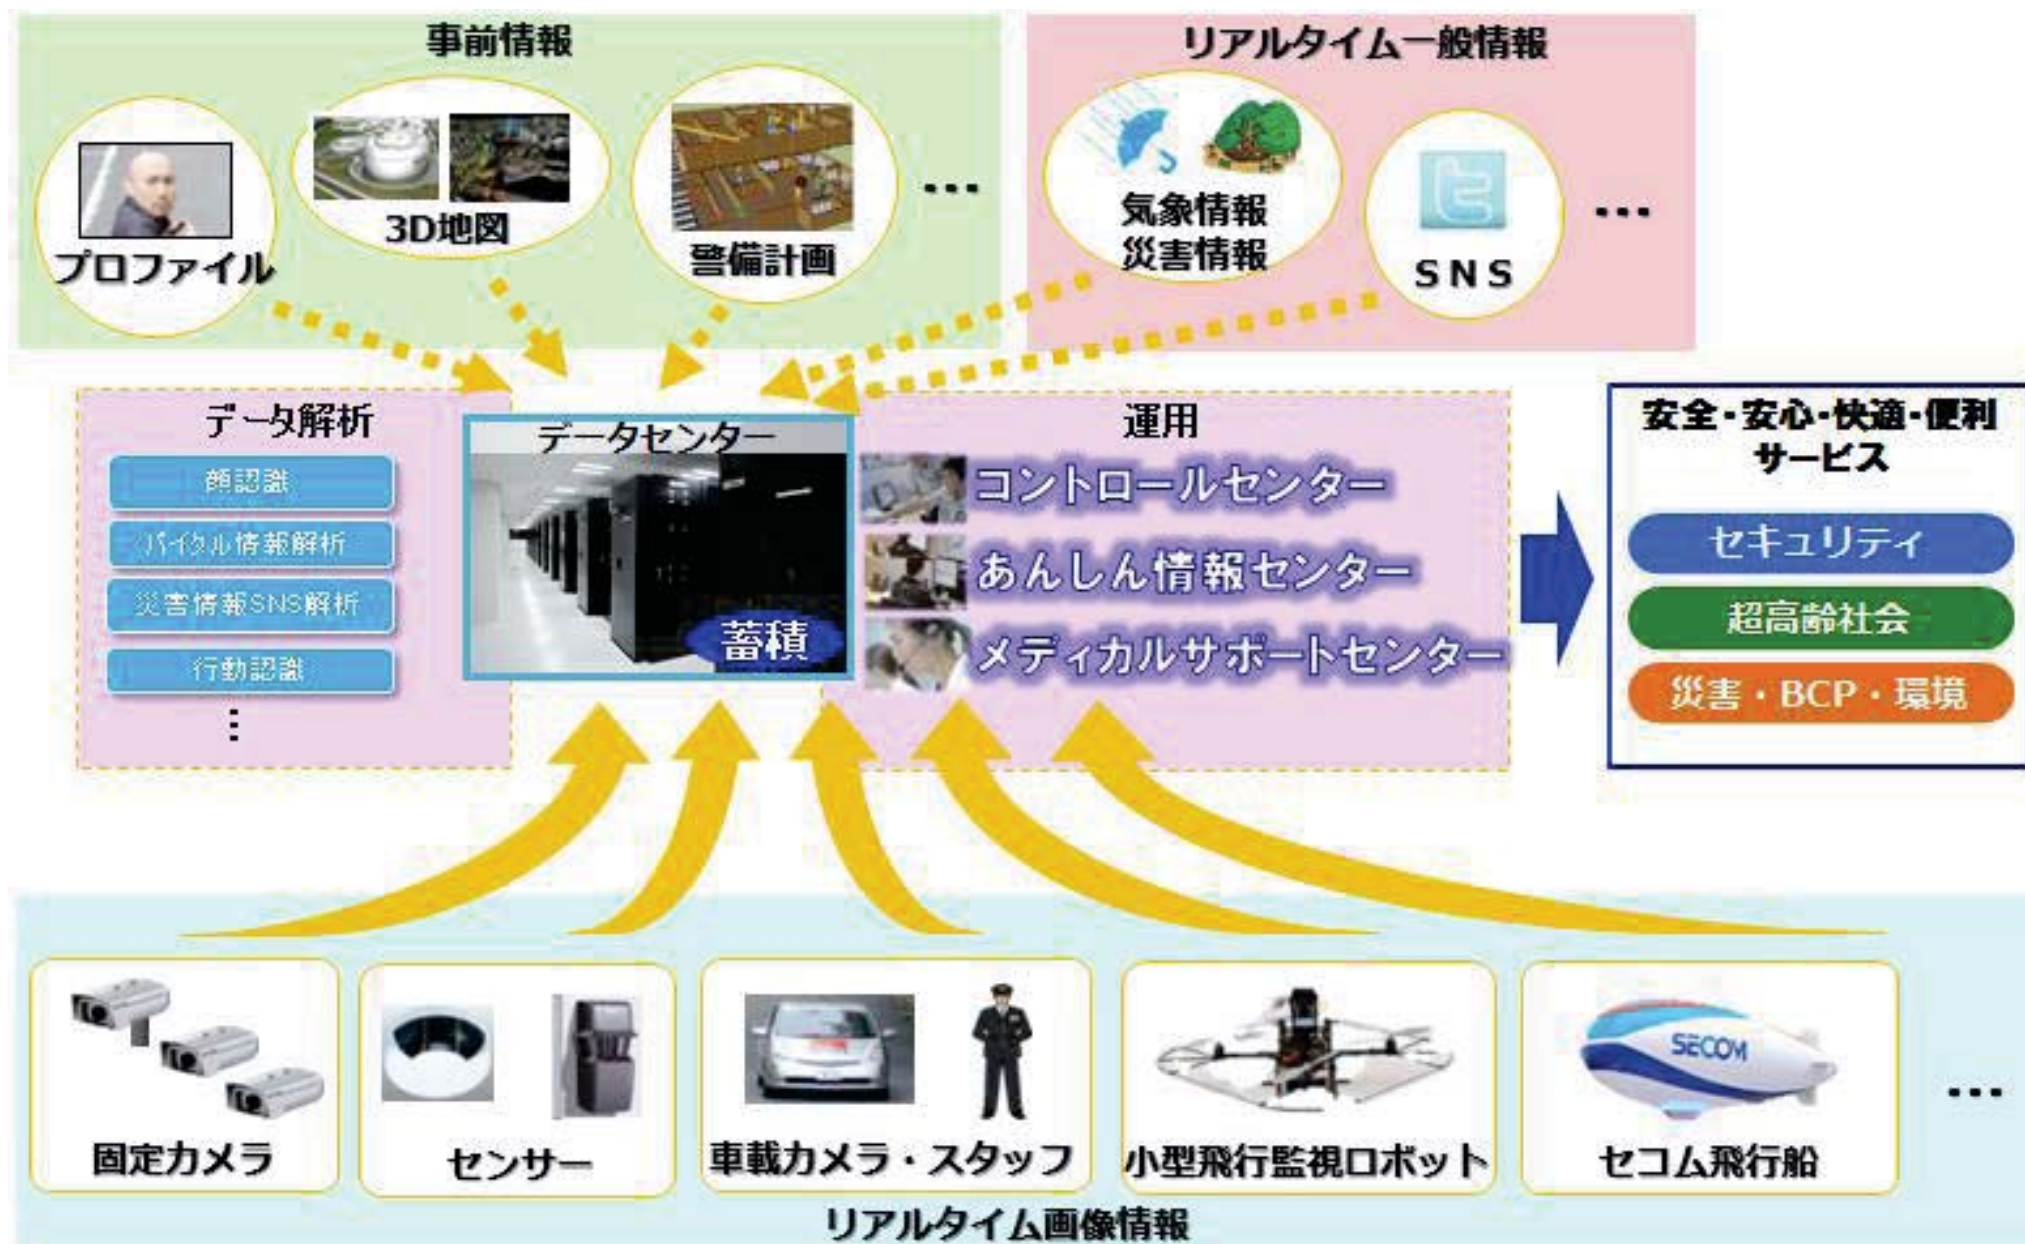 事前情報
プロファイル
3D地図
警備計画
…
リアルタイム一般情報
気象情報
災害情報
SNS
…
データ解析
顔認識
バイタル情報解析
災害情報SNS解析
行動認識
⋮
データセンター
蓄積
運用
コントロールセンター
あんしん情報センター
メディカルサポートセンター
安全・安心・快適・便利
サービス
セキュリティ
超高齢社会
災害・BCP・環境
固定カメラ
センサー
車載カメラ・スタッフ
小型飛行監視ロボット
SECOM
セコム飛行船
…
リアルタイム画像情報